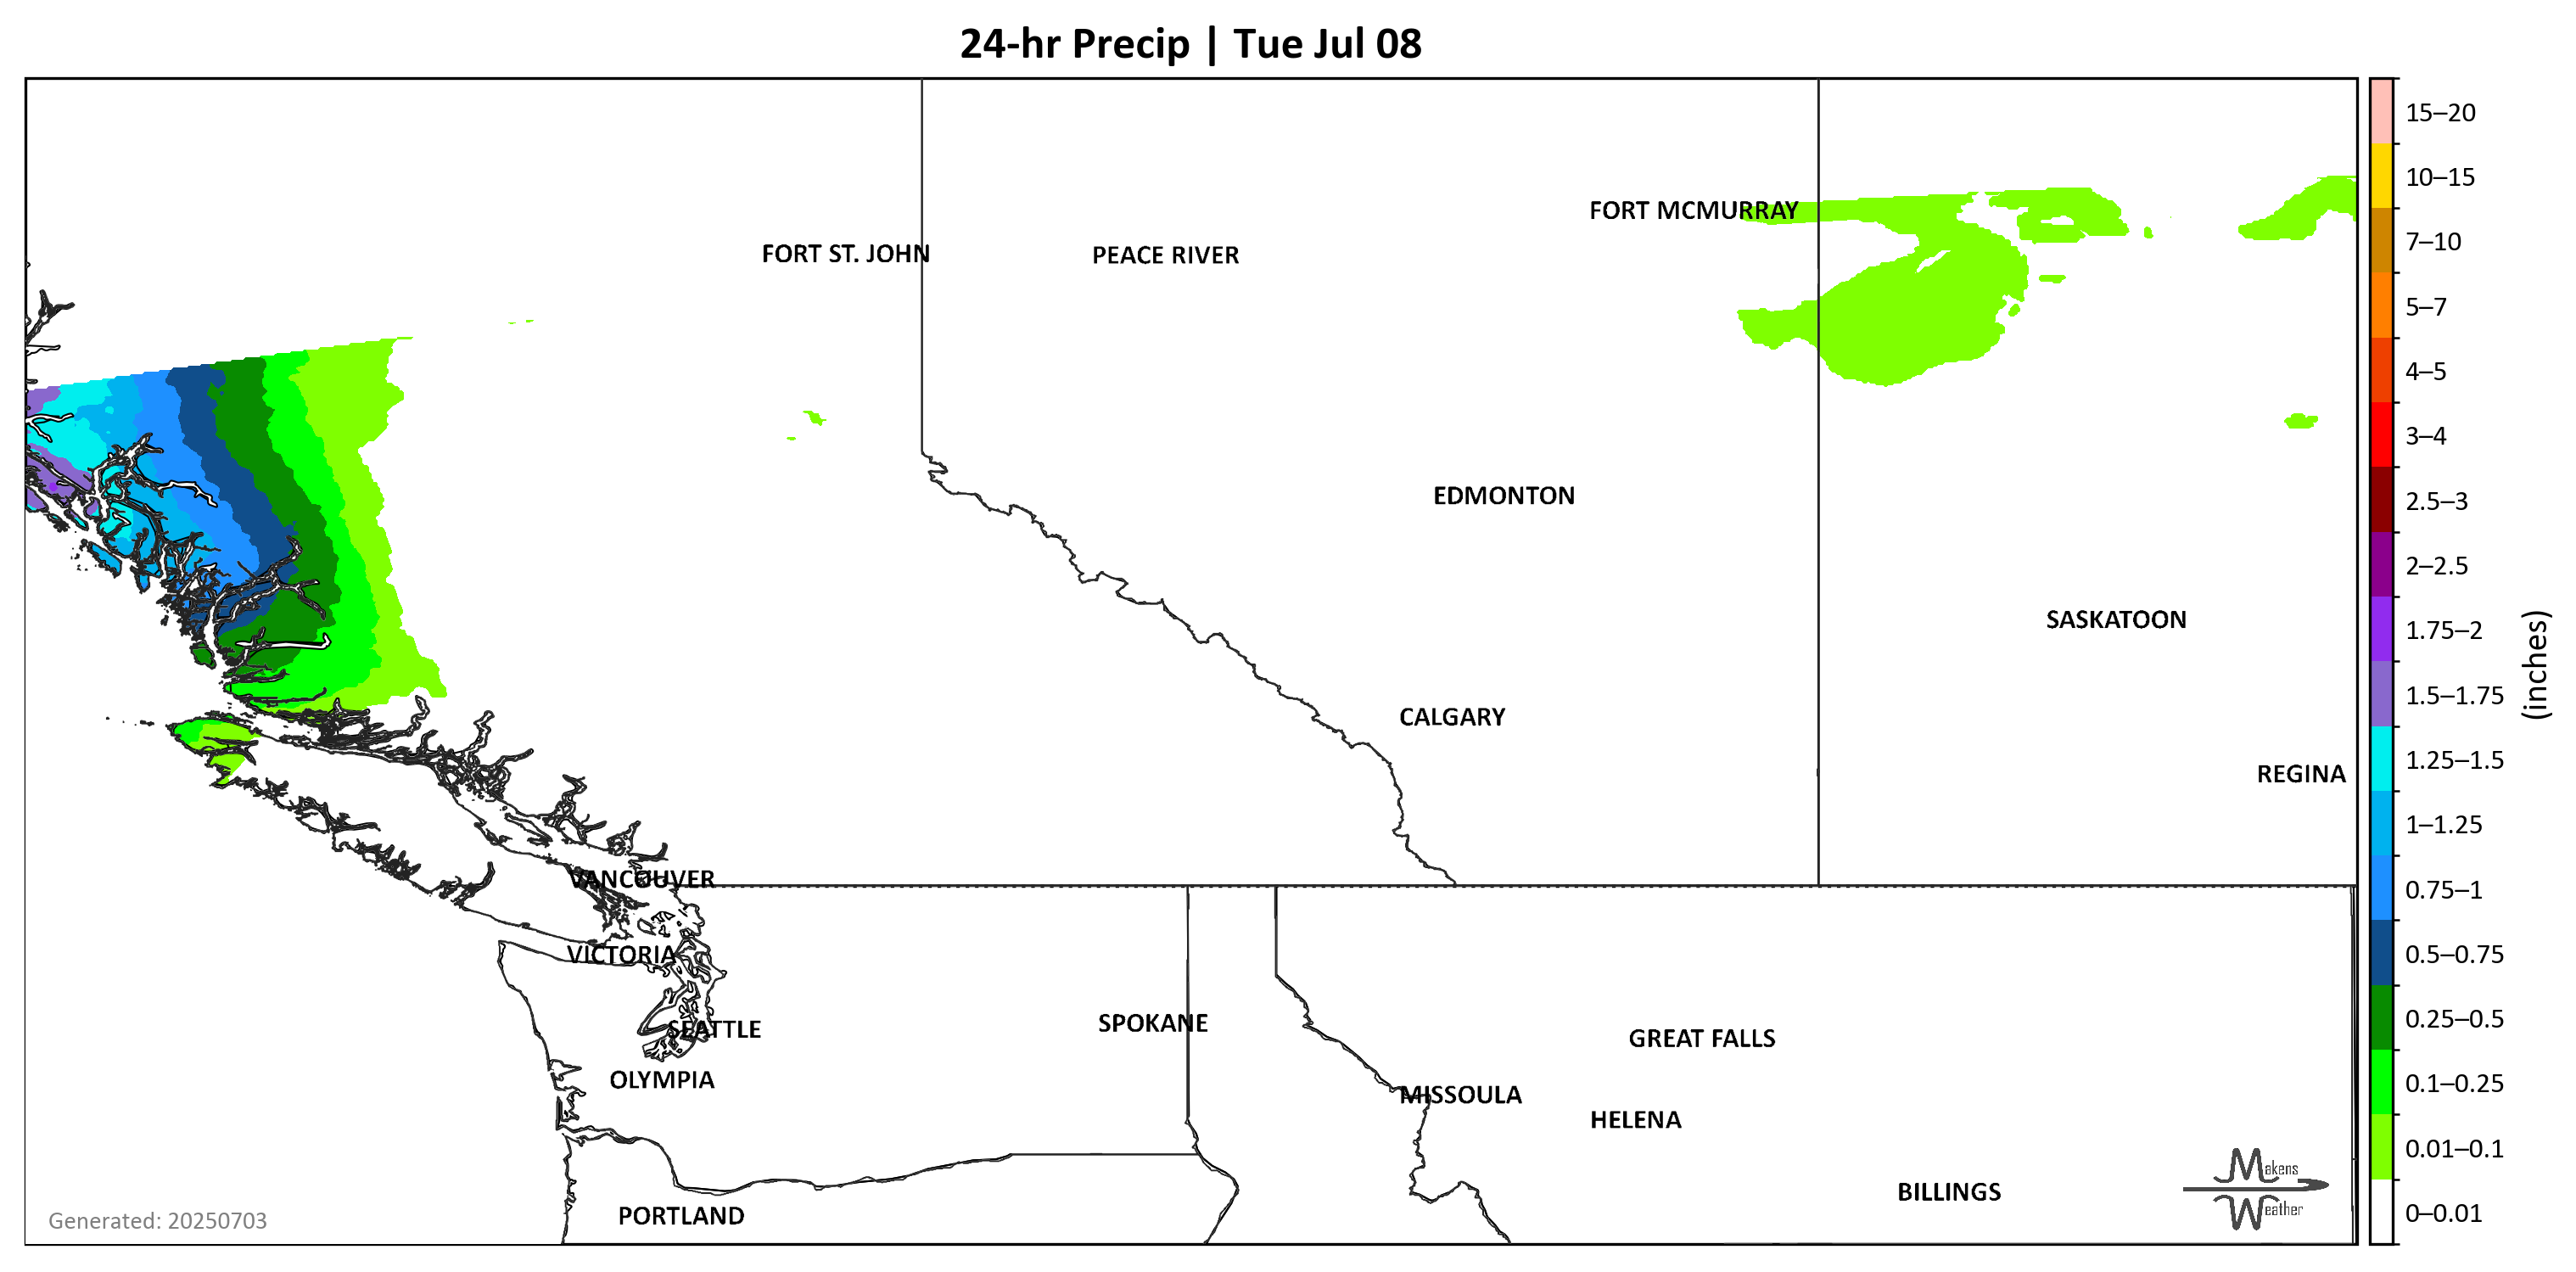 24-hr Precip | Tue Jul 08
15–20
10–15
7–10
5–7
4–5
3–4
2.5–3
2–2.5
1.75–2
1.5–1.75
1.25–1.5
1–1.25
0.75–1
0.5–0.75
0.25–0.5
0.1–0.25
0.01–0.1
0–0.01
(inches)
FORT MCMURRAY
FORT ST. JOHN
PEACE RIVER
EDMONTON
SASKATOON
CALGARY
REGINA
VANCOUVER
VICTORIA
SEATTLE
SPOKANE
GREAT FALLS
OLYMPIA
MISSOULA
HELENA
BILLINGS
PORTLAND
Makens
Weather
Generated: 20250703